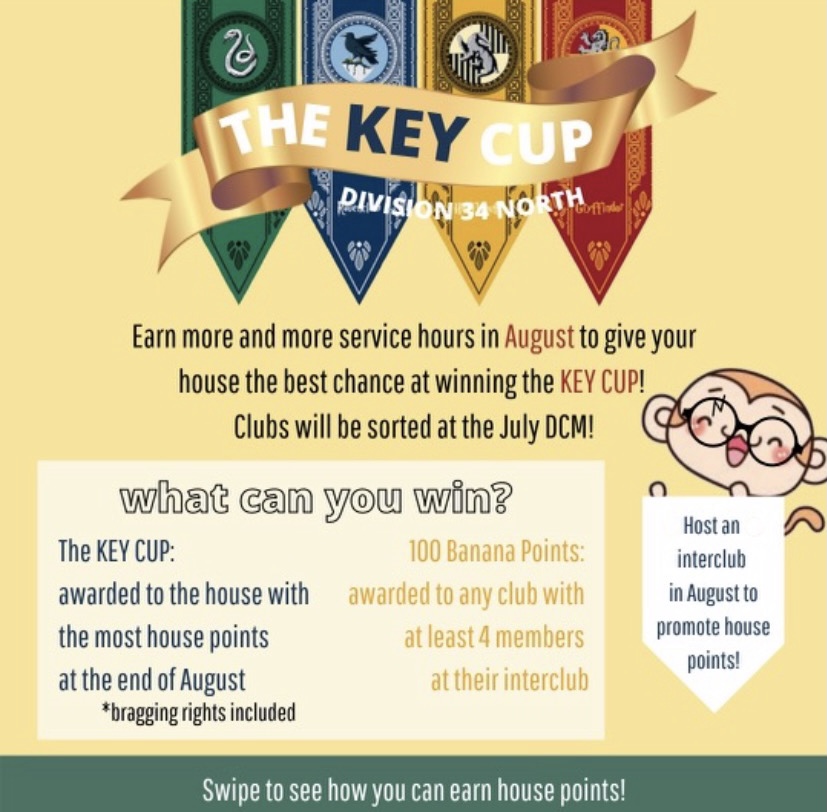 THE KEY CUP
DIVISION 34 NORTH
Gryffindor
Earn more and more service hours in August to give your
house the best chance at winning the KEY CUP!
Clubs will be sorted at the July DCM!
what can you win?
The KEY CUP:
awarded to the house with
the most house points
at the end of August
*bragging rights included
100 Banana Points:
awarded to any club with
at least 4 members
at their interclub
Host an
interclub
in August to
promote house
points!
Swipe to see how you can earn house points!